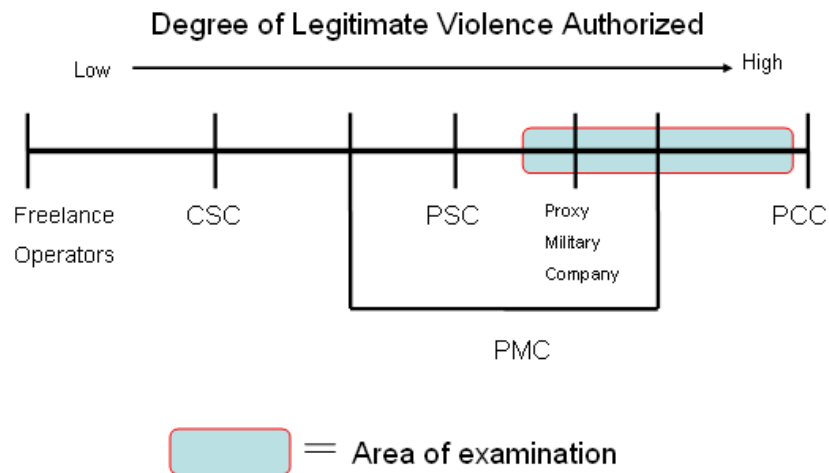 Degree of Legitimate Violence Authorized
Low
High
Freelance
Operators
CSC
PSC
Proxy
Military
Company
PCC
PMC
= Area of examination